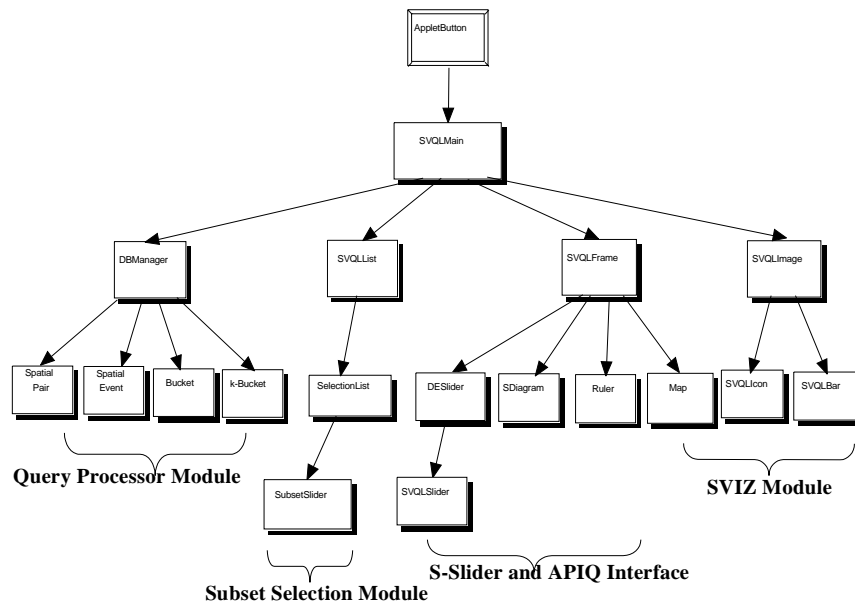 AppletButton
SVQLMain
DBManager
SVQLList
SVQLFrame
SVQLImage
Spatial
Pair
Spatial
Event
Bucket
k-Bucket
SelectionList
DESlider
SDiagram
Ruler
Map
SVQLIcon
SVQLBar
Query Processor Module
SubsetSlider
SVQLSlider
SVIZ Module
Subset Selection Module
S-Slider and APIQ Interface